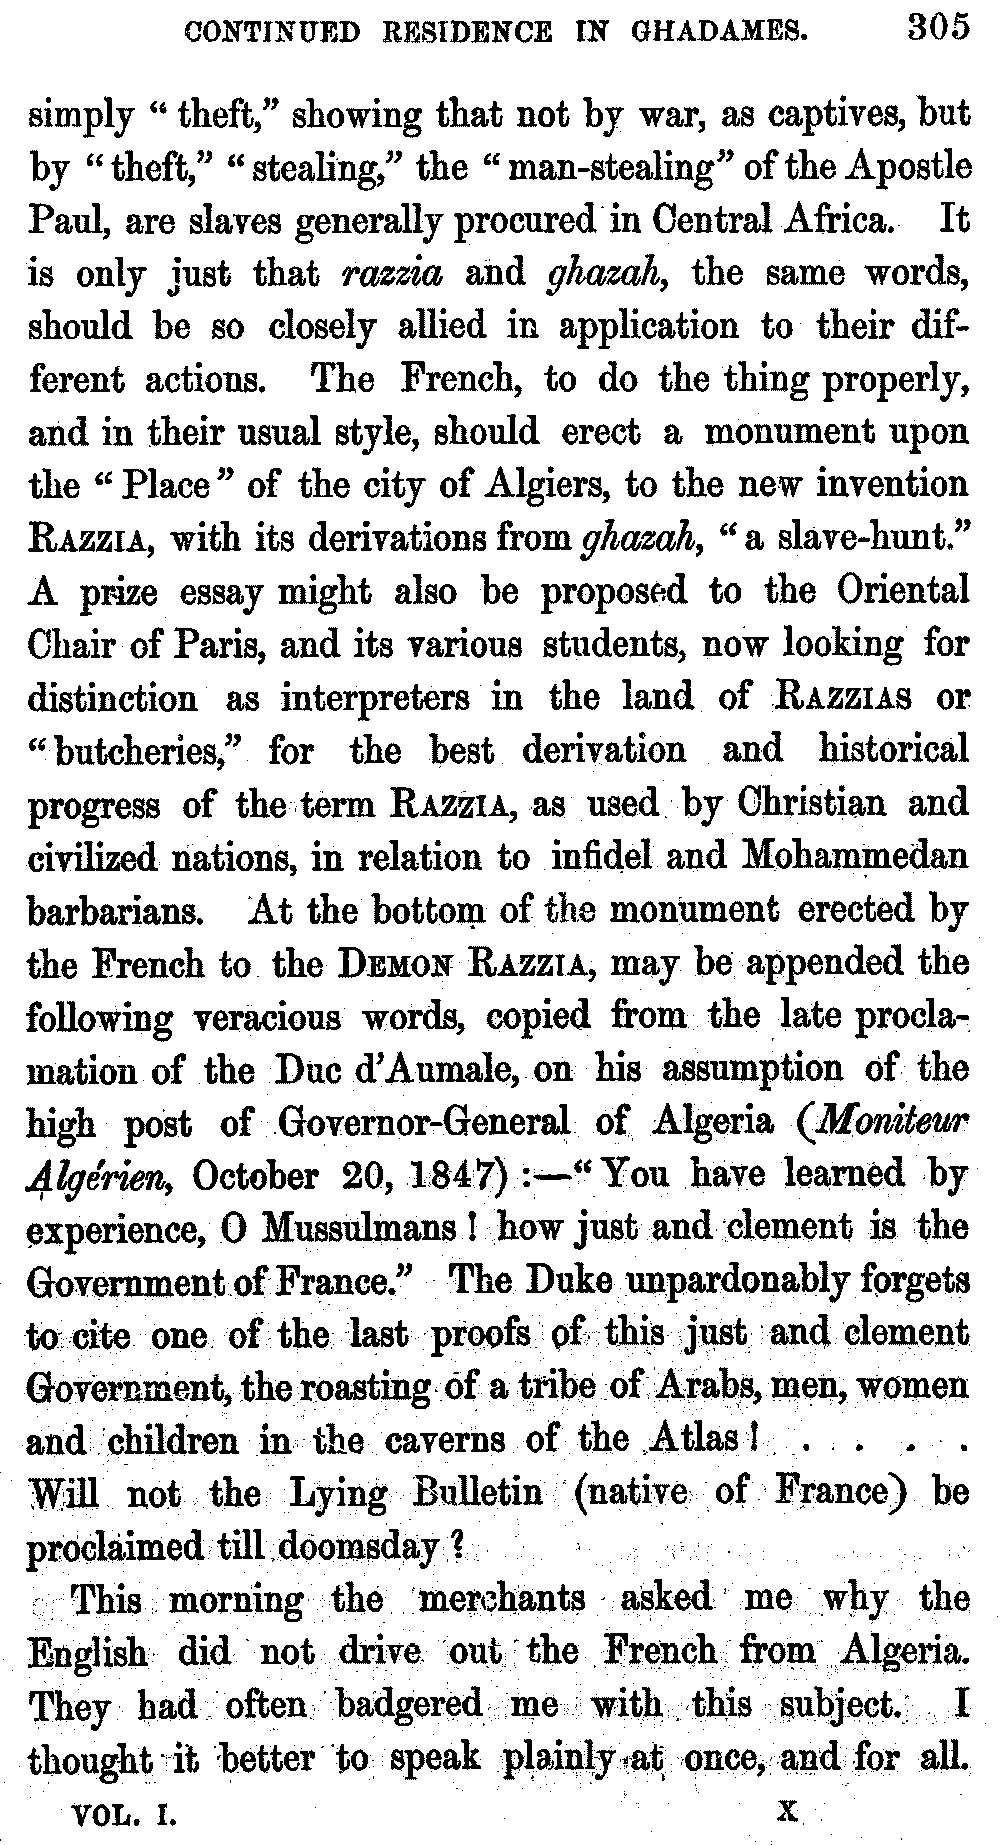 CONTINUED RESIDENCE IN GHADAMES. 305
simply “ theft,” showing that not by war, as captives, but
by “ theft,” “ stealing,” the “ man-stealing” of the Apostle
Paul, are slaves generally procured in Central Africa. It
is only just that razzia and ghazah, the same words,
should be so closely allied in application to their dif-
ferent actions. The French, to do the thing properly,
and in their usual style, should erect a monument upon
the “ Place ” of the city of Algiers, to the new invention
RAZZIA, with its derivations from ghazah, “ a slave-hunt.”
A prize essay might also be proposed to the Oriental
Chair of Paris, and its various students, now looking for
distinction as interpreters in the land of RAZZIAS or
“ butcheries,” for the best derivation and historical
progress of the term RAZZIA, as used by Christian and
civilized nations, in relation to infidel and Mohammedan
barbarians. At the bottom of the monument erected by
the French to the DEMON RAZZIA, may be appended the
following veracious words, copied from the late procla-
mation of the Duc d’Aumale, on his assumption of the
high post of Governor-General of Algeria (Moniteur
Algérien, October 20, 1847) :—“ You have learned by
experience, O Mussulmans ! how just and clement is the
Government of France.” The Duke unpardonably forgets
to cite one of the last proofs of this just and clement
Government, the roasting of a tribe of Arabs, men, women
and children in the caverns of the Atlas ! . . . .
Will not the Lying Bulletin (native of France) be
proclaimed till doomsday ?
This morning the merchants asked me why the
English did not drive out the French from Algeria.
They had often badgered me with this subject. I
thought it better to speak plainly at once, and for all.
VOL. I. X